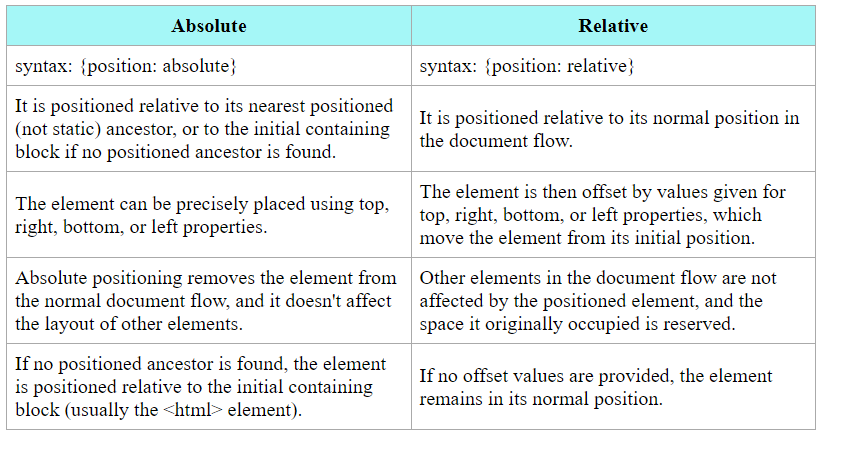 Absolute
Relative
syntax: {position: absolute}
syntax: {position: relative}
It is positioned relative to its nearest positioned
(not static) ancestor, or to the initial containing
block if no positioned ancestor is found.
It is positioned relative to its normal position in
the document flow.
The element can be precisely placed using top,
right, bottom, or left properties.
The element is then offset by values given for
top, right, bottom, or left properties, which
move the element from its initial position.
Absolute positioning removes the element from
the normal document flow, and it doesn't affect
the layout of other elements.
Other elements in the document flow are not
affected by the positioned element, and the
space it originally occupied is reserved.
If no positioned ancestor is found, the element
is positioned relative to the initial containing
block (usually the <html> element).
If no offset values are provided, the element
remains in its normal position.